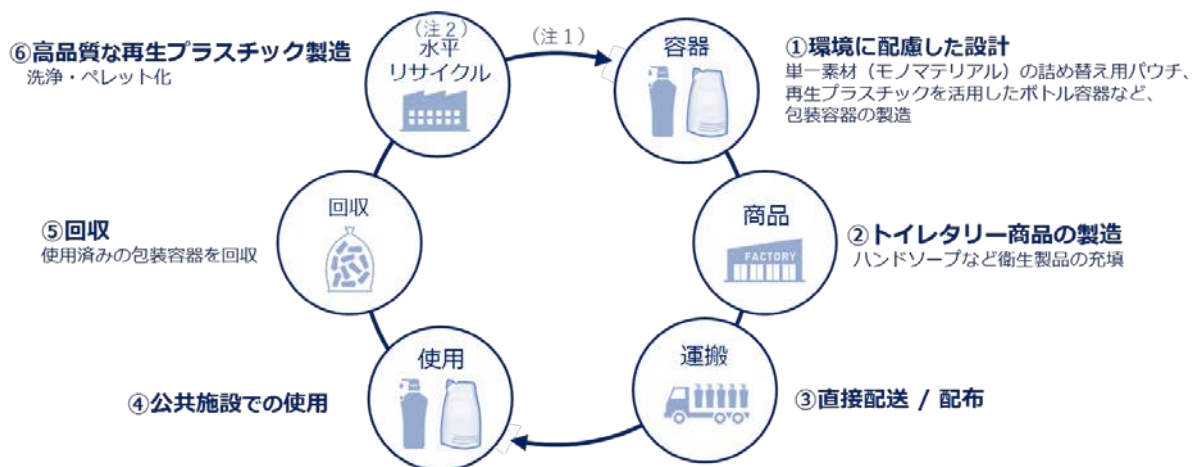 ⑥高品質な再生プラスチック製造
洗浄・ペレット化
(注2)
水平
リサイクル
(注1)
容器
①環境に配慮した設計
単一素材（モノマテリアル）の詰め替え用パウチ、
再生プラスチックを活用したボトル容器など、
包装容器の製造
商品
FACTORY
②トイレタリー商品の製造
ハンドソープなど衛生製品の充填
運搬
③直接配送 / 配布
使用
④公共施設での使用
回収
⑤回収
使用済みの包装容器を回収